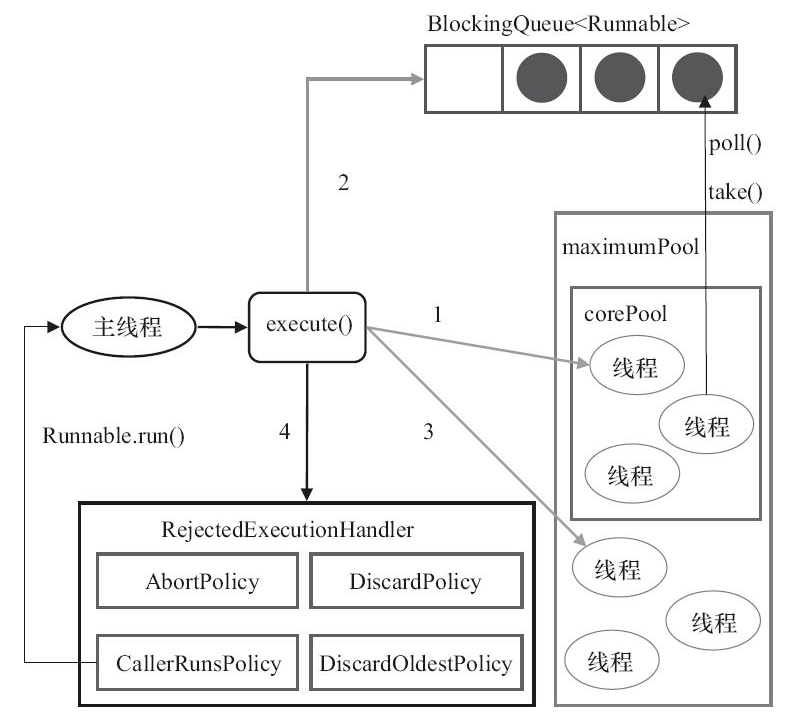 BlockingQueue<Runnable>
poll()
2
take()
maximumPool
1
corePool
主线程
execute()
线程
线程
Runnable.run()
4
3
线程
RejectedExecutionHandler
线程
AbortPolicy
DiscardPolicy
线程
CallerRunsPolicy
DiscardOldestPolicy
线程